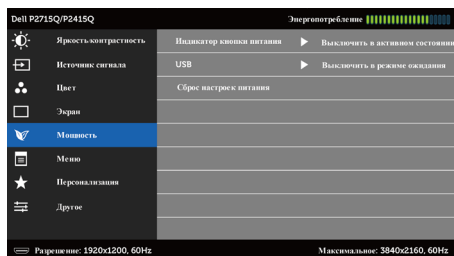 Dell P2715Q/P2415Q Энергопотребление
Яркость/контрастность Индикатор кнопки питания Выключить в активном состоянии
Источник сигнала USB Выключить в режиме ожидания
Цвет Сброс настроек питания
Экран
Мощность
Меню
Персонализация
Другое
Разрешение: 1920x1200, 60Hz Максимальное: 3840x2160, 60Hz